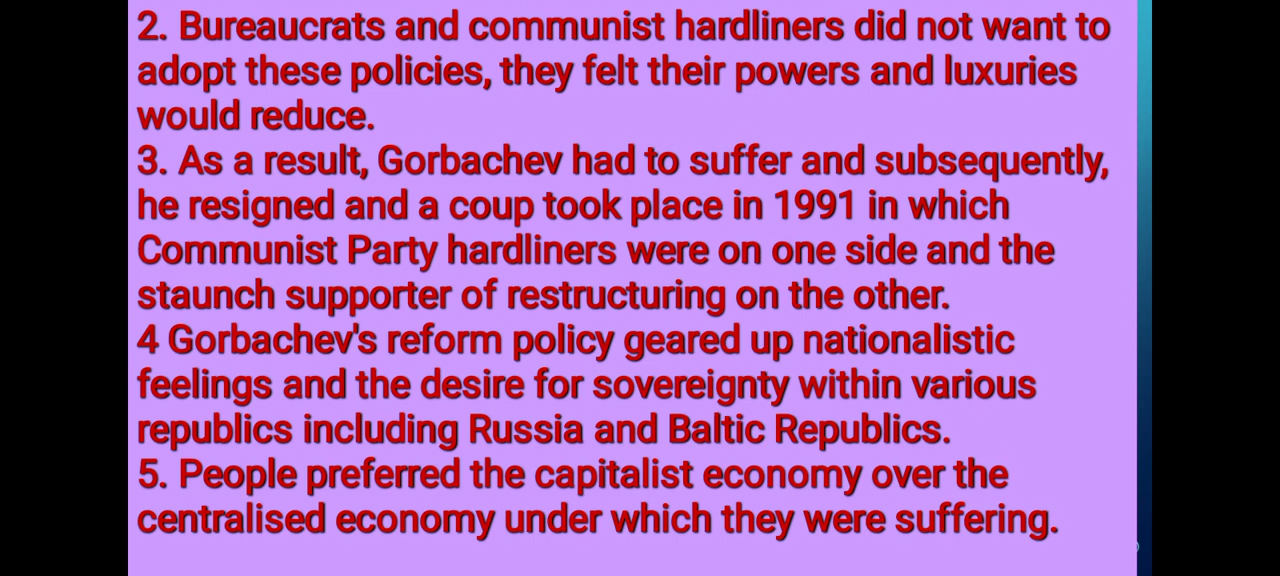 2. Bureaucrats and communist hardliners did not want to
adopt these policies, they felt their powers and luxuries
would reduce.
3. As a result, Gorbachev had to suffer and subsequently,
he resigned and a coup took place in 1991 in which
Communist Party hardliners were on one side and the
staunch supporter of restructuring on the other.
4 Gorbachev's reform policy geared up nationalistic
feelings and the desire for sovereignty within various
republics including Russia and Baltic Republics.
5. People preferred the capitalist economy over the
centralised economy under which they were suffering.